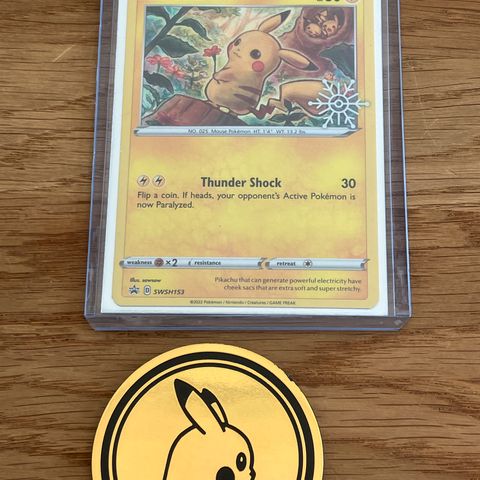 NO. 025 Mouse Pokémon HT. 1'4" WT. 13.2 lbs.
Thunder Shock 30
Flip a coin. If heads, your opponent's Active Pokémon is
now Paralyzed.
weakness ×2 resistance retreat
Illus. sowsow
D SWSH153
Pikachu that can generate powerful electricity have
cheek sacs that are extra soft and super stretchy.
©2022 Pokémon / Nintendo / Creatures / GAME FREAK